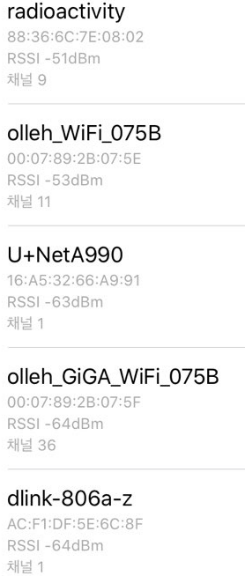 radioactivity
88:36:6C:7E:08:02
RSSI -51dBm
채널 9
olleh_WiFi_075B
00:07:89:2B:07:5E
RSSI -53dBm
채널 11
U+NetA990
16:A5:32:66:A9:91
RSSI -63dBm
채널 1
olleh_GiGA_WiFi_075B
00:07:89:2B:07:5F
RSSI -64dBm
채널 36
dlink-806a-z
AC:F1:DF:5E:6C:8F
RSSI -64dBm
채널 1